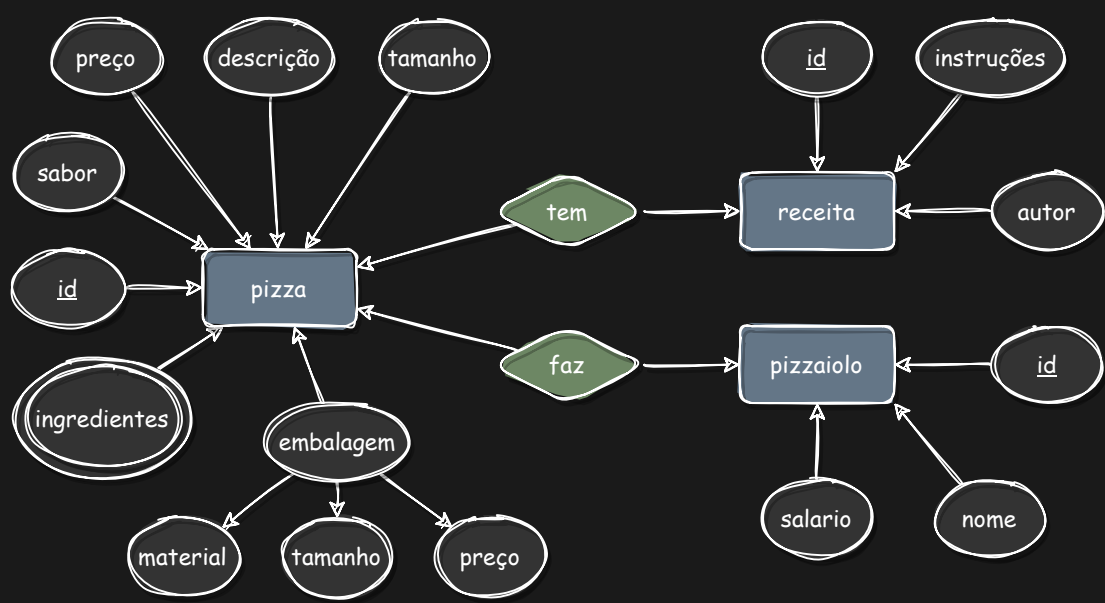 preço
descrição
tamanho
id
instruções
sabor
tem
receita
autor
id
pizza
faz
pizzaiolo
id
ingredientes
embalagem
salario
nome
material
tamanho
preço